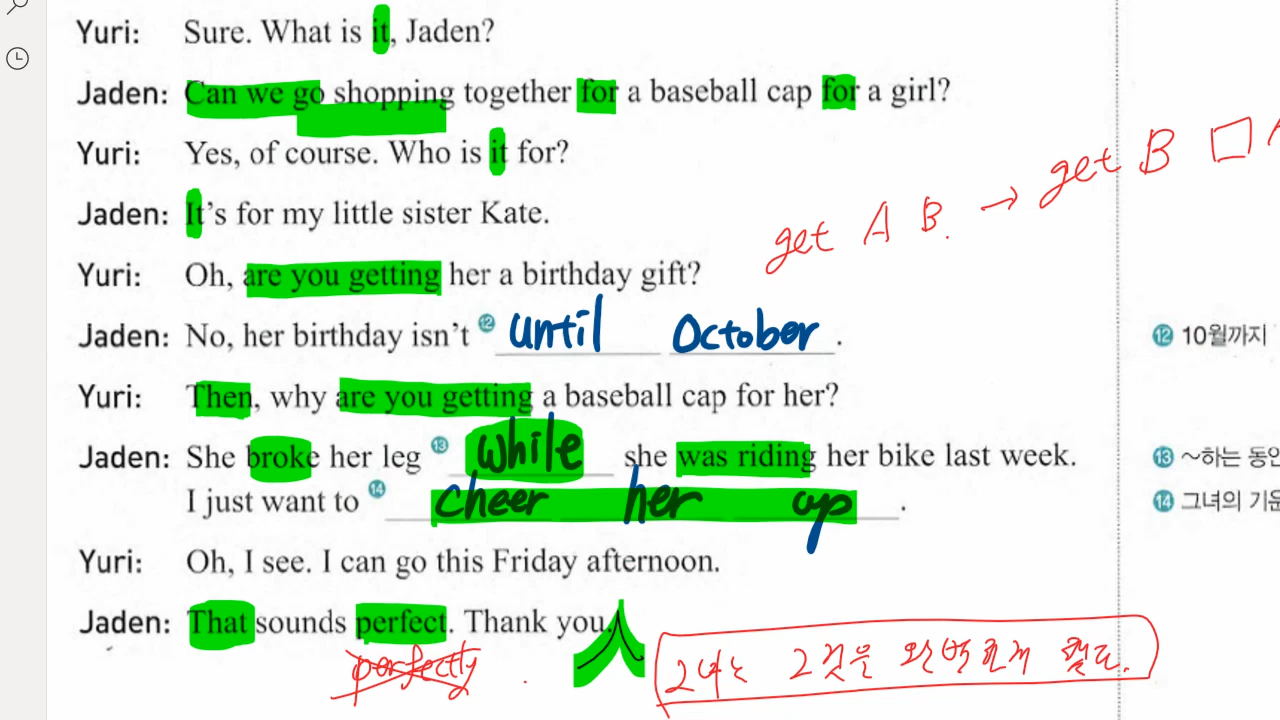 Yuri: Sure. What is it, Jaden?
Jaden: Can we go shopping together for a baseball cap for a girl?
Yuri: Yes, of course. Who is it for?
get A B. → get B □
Jaden: It's for my little sister Kate.
Yuri: Oh, are you getting her a birthday gift?
Jaden: No, her birthday isn't ⑫ until October.
⑫ 10월까지
Yuri: Then, why are you getting a baseball cap for her?
Jaden: She broke her leg ⑬ while she was riding her bike last week.
⑬ ~하는 동안
I just want to ⑭ cheer her up.
⑭ 그녀의 기운
Yuri: Oh, I see. I can go this Friday afternoon.
Jaden: That sounds perfect. Thank you.
perfectly.
그녀는 그것을 완벽하게 했다.